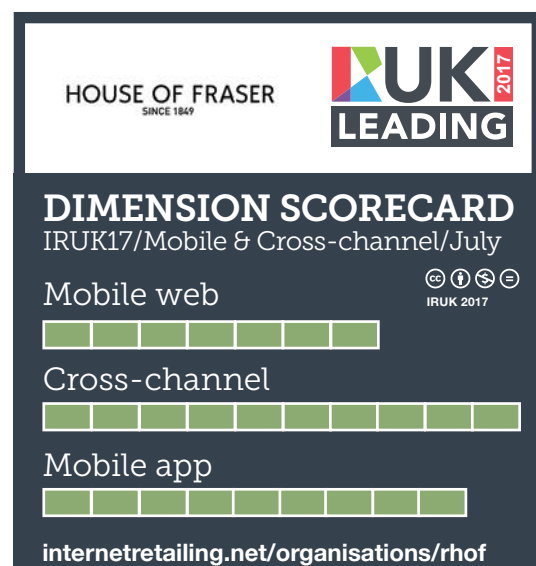 HOUSE OF FRASER
SINCE 1849
UK 2017
LEADING
DIMENSION SCORECARD
IRUK17/Mobile & Cross-channel/July
cc $ =
IRUK 2017
Mobile web
Cross-channel
Mobile app
internetretailing.net/organisations/rhof